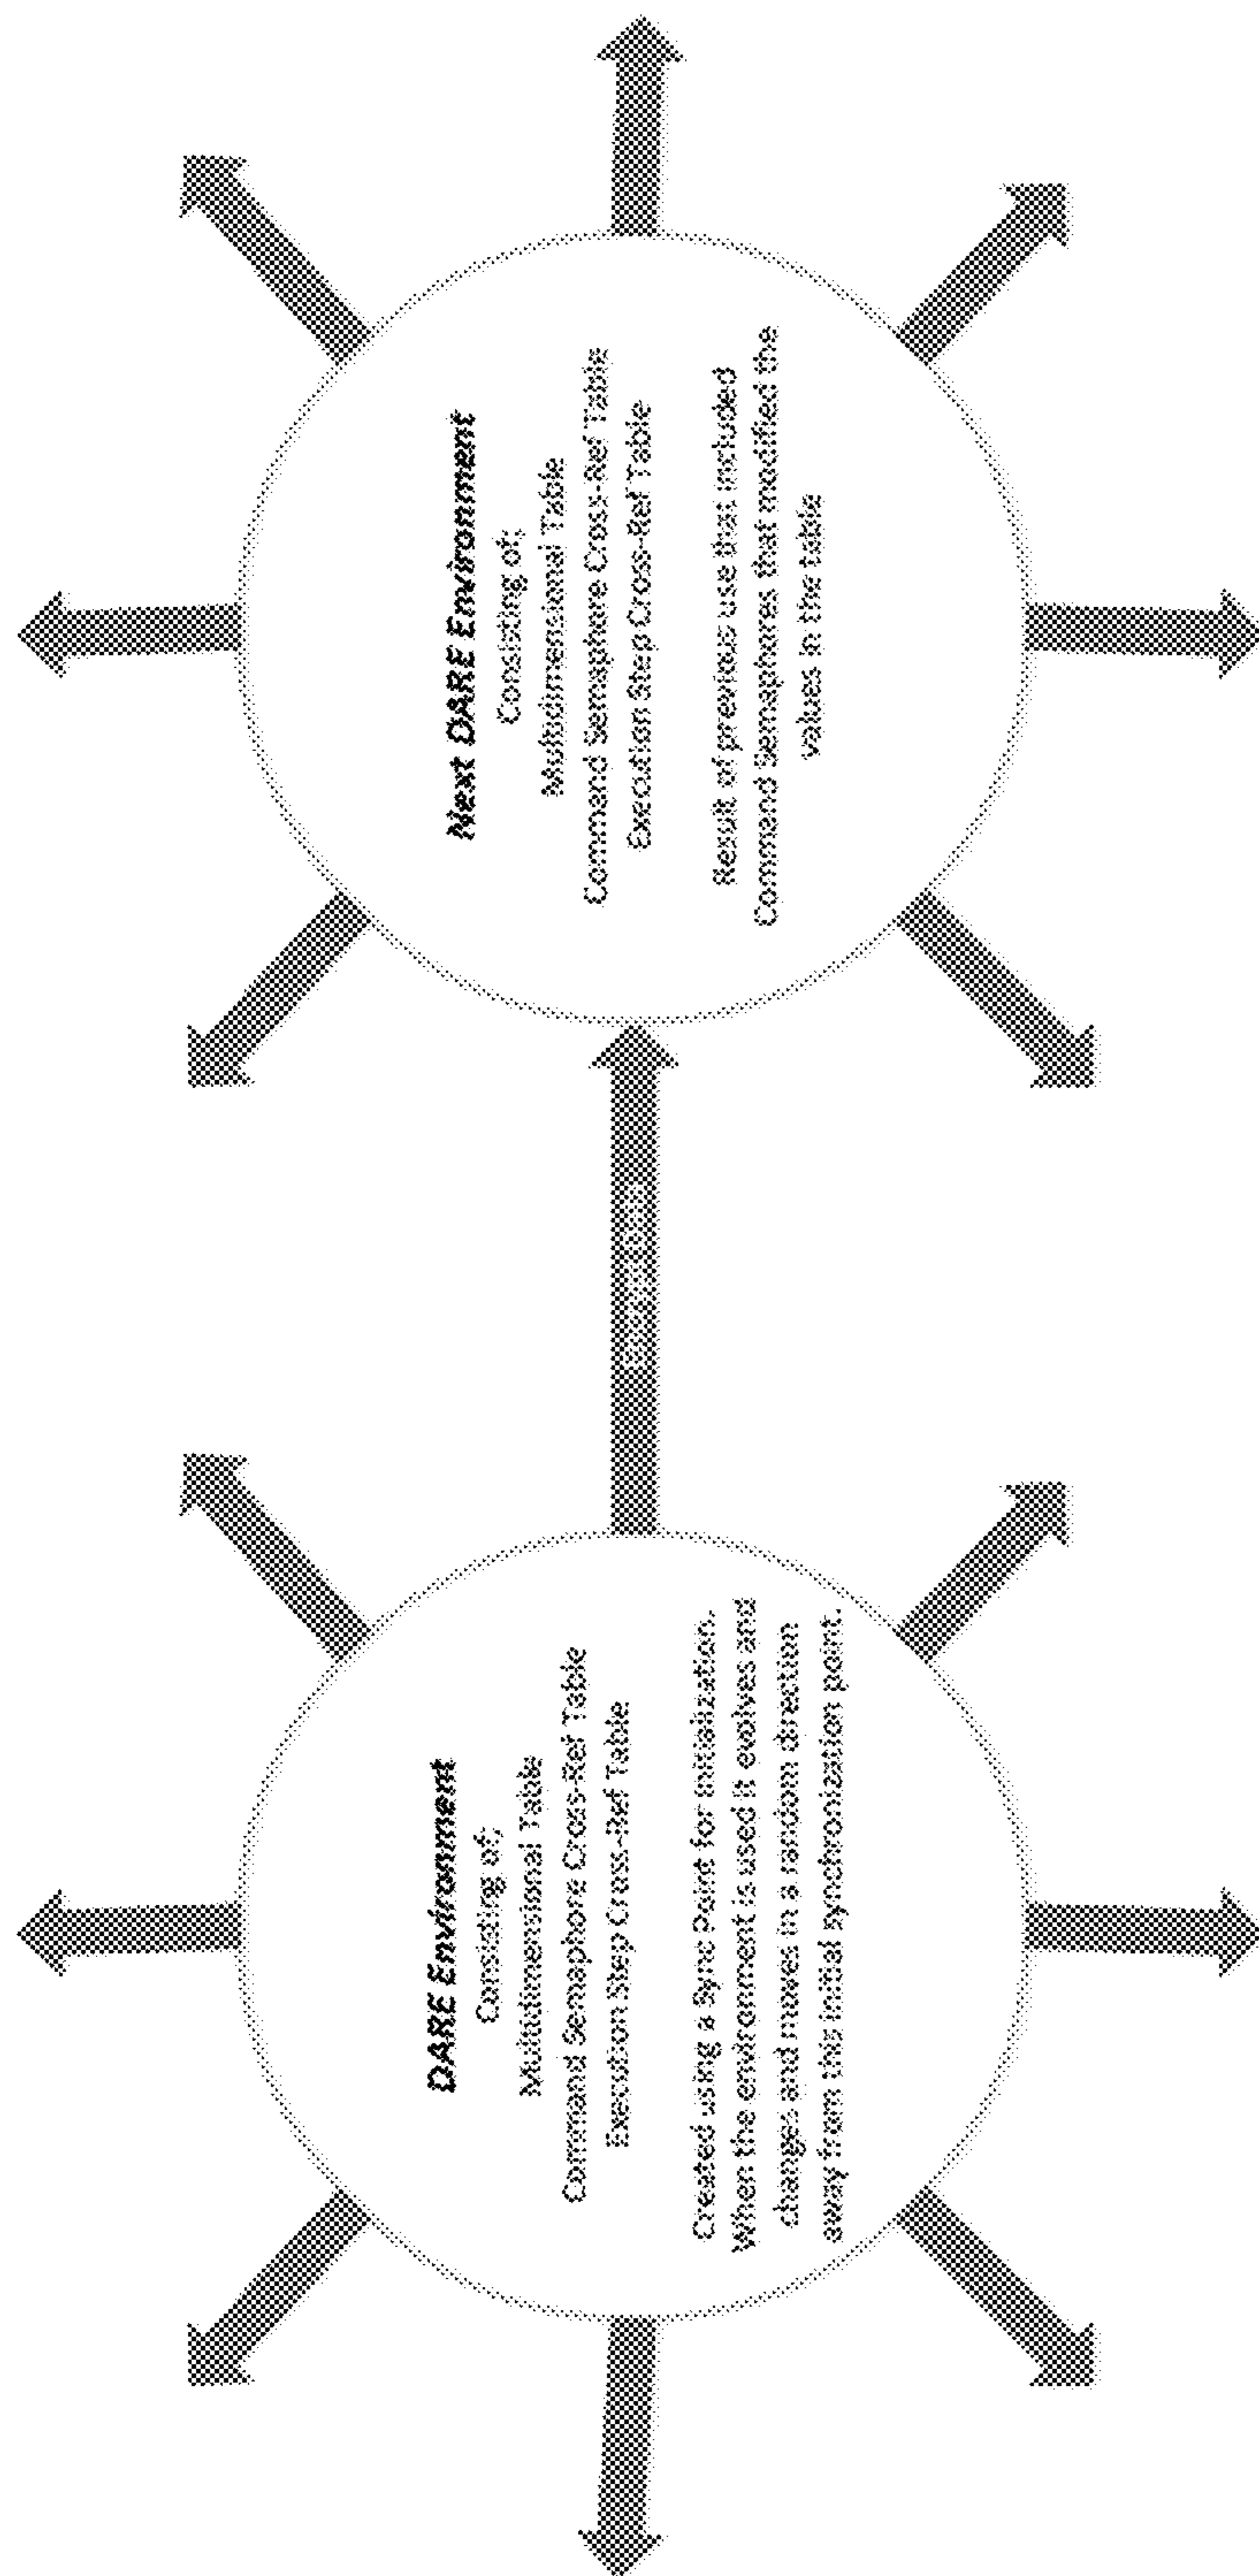 DARE Environment
Consisting of:
Multidimensional Table
Command Semaphore Cross-Ref Table
Execution Step Cross-Ref Table
Created using a Sync Point for initialization.
When the environment is used it evolves and
changes and moves in a random direction
away from this initial synchronization point.
Next DARE Environment
Consisting of:
Multidimensional Table
Command Semaphore Cross-Ref Table
Execution Step Cross-Ref Table
Result of previous use that included
Command Semaphores that modified the
values in the table